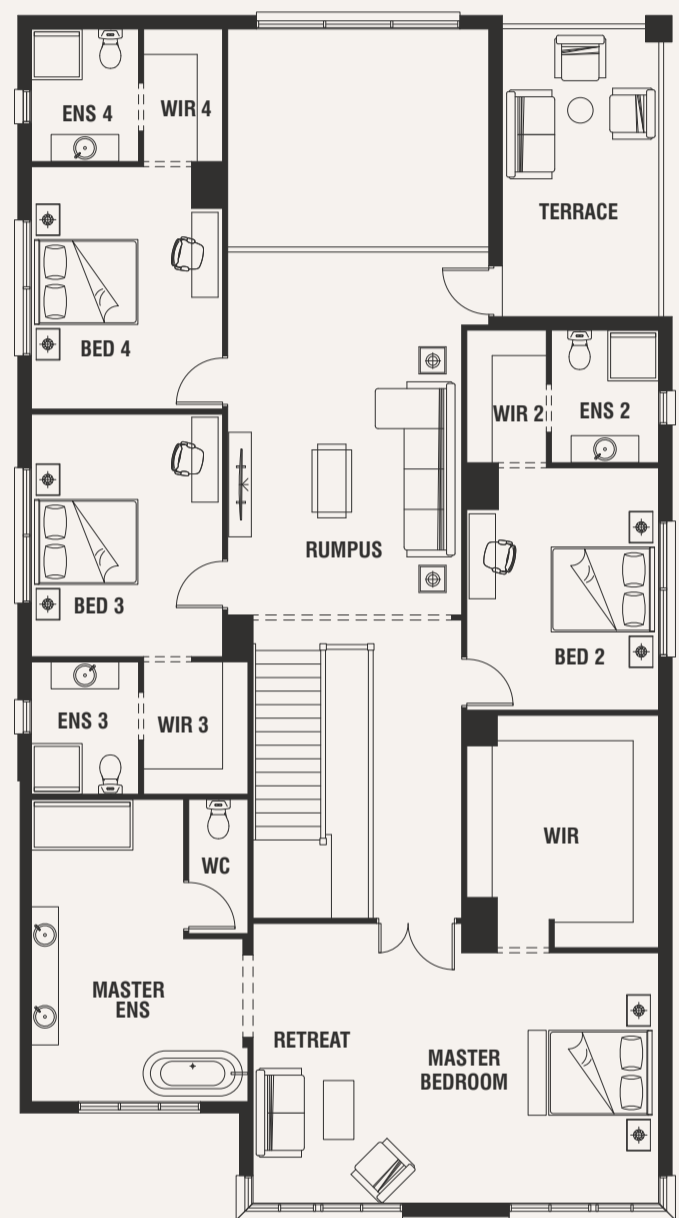 ENS 4
WIR 4
TERRACE
BED 4
WIR 2
ENS 2
RUMPUS
BED 3
BED 2
ENS 3
WIR 3
WIR
WC
MASTER
ENS
RETREAT
MASTER
BEDROOM